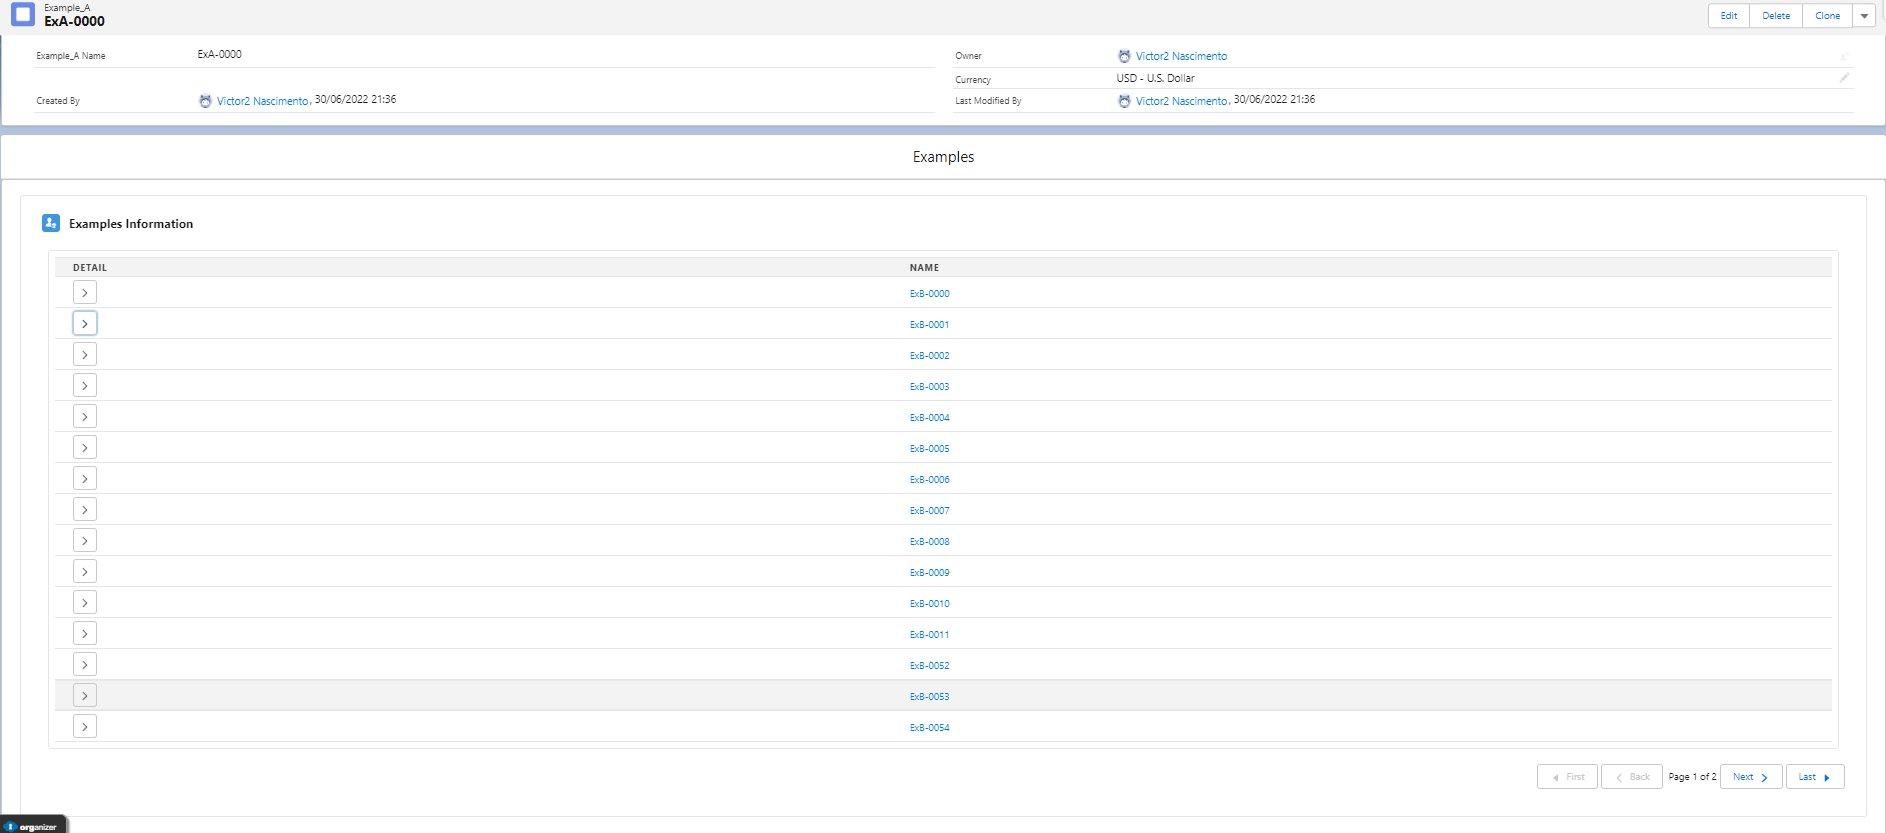 Example_A
ExA-0000
Edit Delete Clone
Example_A Name ExA-0000
Owner Victor2 Nascimento
Currency USD - U.S. Dollar
Created By Victor2 Nascimento, 30/06/2022 21:36
Last Modified By Victor2 Nascimento, 30/06/2022 21:36
Examples
Examples Information
DETAIL NAME
ExB-0000
ExB-0001
ExB-0002
ExB-0003
ExB-0004
ExB-0005
ExB-0006
ExB-0007
ExB-0008
ExB-0009
ExB-0010
ExB-0011
ExB-0052
ExB-0053
ExB-0054
First Back Page 1 of 2 Next Last
organizer